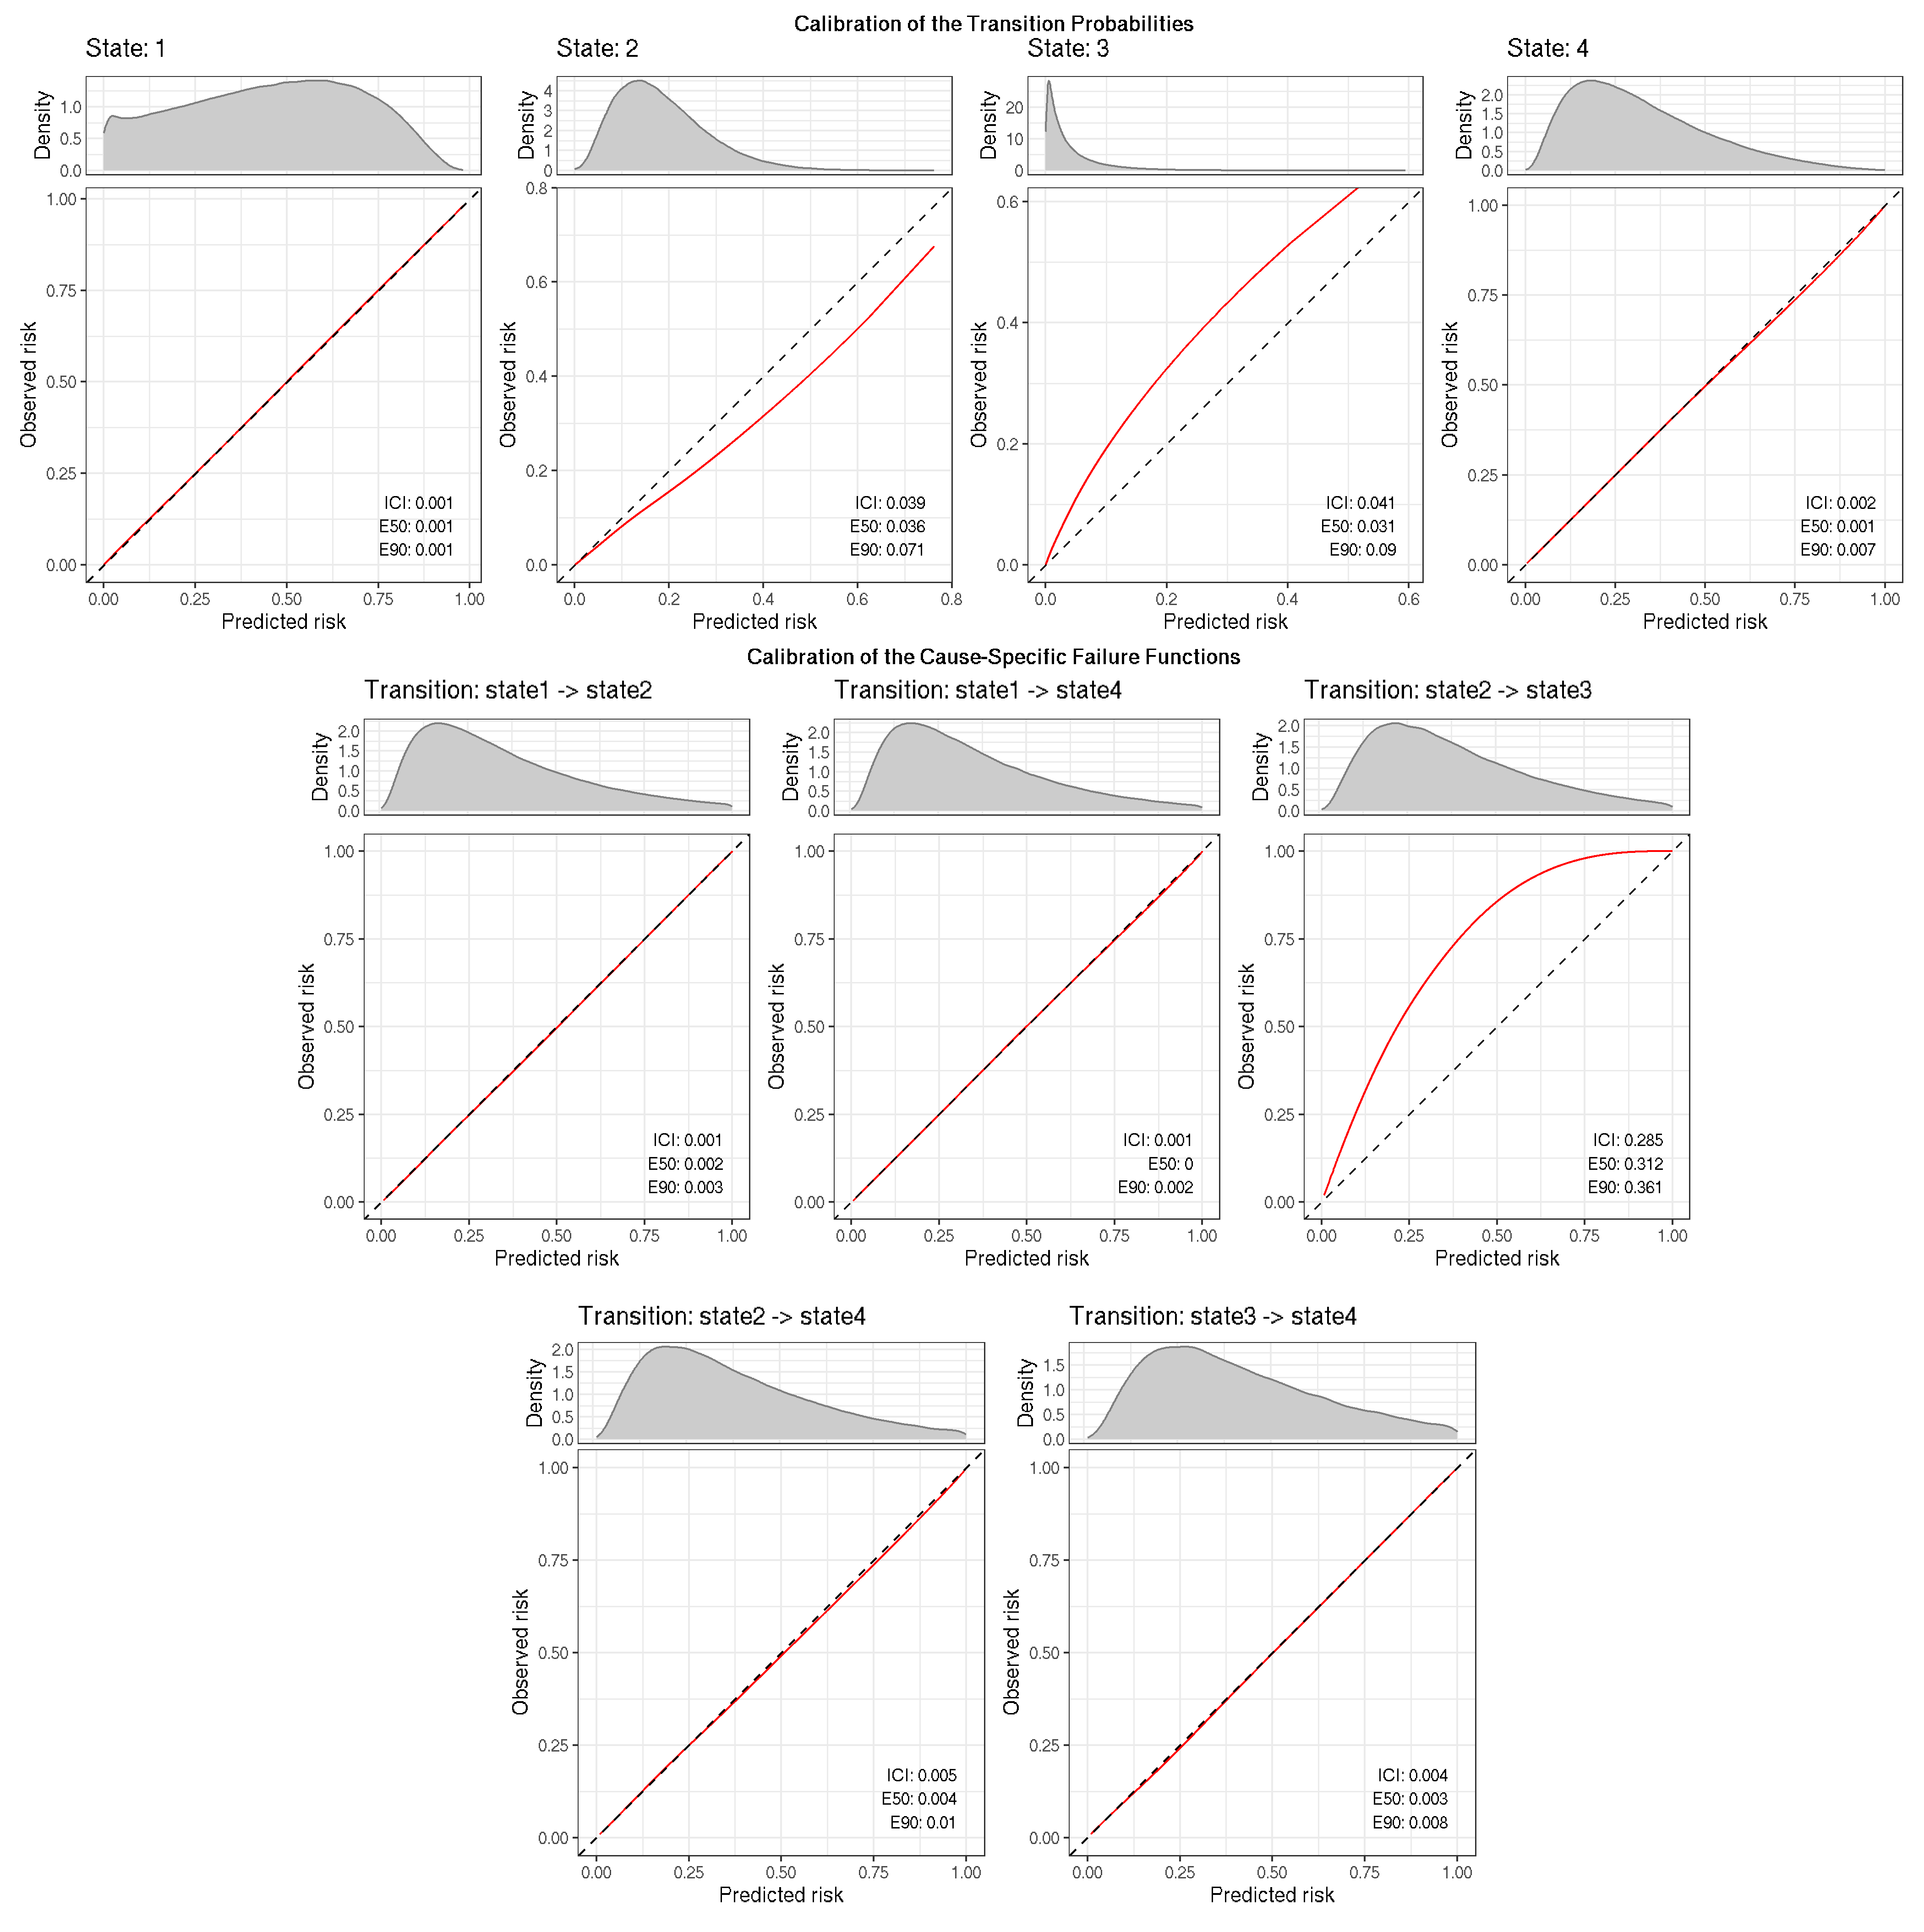 Calibration of the Transition Probabilities
State: 1
State: 2
State: 3
State: 4
Density
1.0
0.5
0.0
Density
4
3
2
1
0
Density
20
10
0
Density
2.0
1.5
1.0
0.5
0.0
Observed risk
1.00
0.75
0.50
0.25
0.00
ICI: 0.001
E50: 0.001
E90: 0.001
0.00 0.25 0.50 0.75 1.00
Predicted risk
Observed risk
0.8
0.6
0.4
0.2
0.0
ICI: 0.039
E50: 0.036
E90: 0.071
0.0 0.2 0.4 0.6 0.8
Predicted risk
Observed risk
0.6
0.4
0.2
0.0
ICI: 0.041
E50: 0.031
E90: 0.09
0.0 0.2 0.4 0.6
Predicted risk
Observed risk
1.00
0.75
0.50
0.25
0.00
ICI: 0.002
E50: 0.001
E90: 0.007
0.00 0.25 0.50 0.75 1.00
Predicted risk
Calibration of the Cause-Specific Failure Functions
Transition: state1 -> state2
Density
2.0
1.5
1.0
0.5
0.0
Observed risk
1.00
0.75
0.50
0.25
0.00
ICI: 0.001
E50: 0.002
E90: 0.003
0.00 0.25 0.50 0.75 1.00
Predicted risk
Transition: state1 -> state4
Density
2.0
1.5
1.0
0.5
0.0
Observed risk
1.00
0.75
0.50
0.25
0.00
ICI: 0.001
E50: 0
E90: 0.002
0.00 0.25 0.50 0.75 1.00
Predicted risk
Transition: state2 -> state3
Density
2.0
1.5
1.0
0.5
0.0
Observed risk
1.00
0.75
0.50
0.25
0.00
ICI: 0.285
E50: 0.312
E90: 0.361
0.00 0.25 0.50 0.75 1.00
Predicted risk
Transition: state2 -> state4
Density
2.0
1.5
1.0
0.5
0.0
Observed risk
1.00
0.75
0.50
0.25
0.00
ICI: 0.005
E50: 0.004
E90: 0.01
0.00 0.25 0.50 0.75 1.00
Predicted risk
Transition: state3 -> state4
Density
1.5
1.0
0.5
0.0
Observed risk
1.00
0.75
0.50
0.25
0.00
ICI: 0.004
E50: 0.003
E90: 0.008
0.00 0.25 0.50 0.75 1.00
Predicted risk